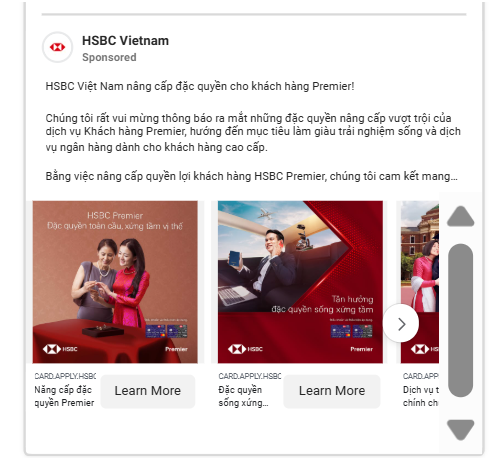 HSBC Vietnam
Sponsored
HSBC Việt Nam nâng cấp đặc quyền cho khách hàng Premier!
Chúng tôi rất vui mừng thông báo ra mắt những đặc quyền nâng cấp vượt trội của
dịch vụ Khách hàng Premier, hướng đến mục tiêu làm giàu trải nghiệm sống và dịch
vụ ngân hàng dành cho khách hàng cao cấp.
Bằng việc nâng cấp quyền lợi khách hàng HSBC Premier, chúng tôi cam kết mang...
HSBC Premier
Đặc quyền toàn cầu, xứng tầm vị thế
HSBC
Premier
Tận hưởng
đặc quyền sống xứng tầm
HSBC
Premier
HSB
CARD.APPLY.HSBC
Nâng cấp đặc
quyền Premier
Learn More
CARD.APPLY.HSBC
Đặc quyền
sống xứng...
Learn More
CARD.APP
Dịch vụ t
chính ch